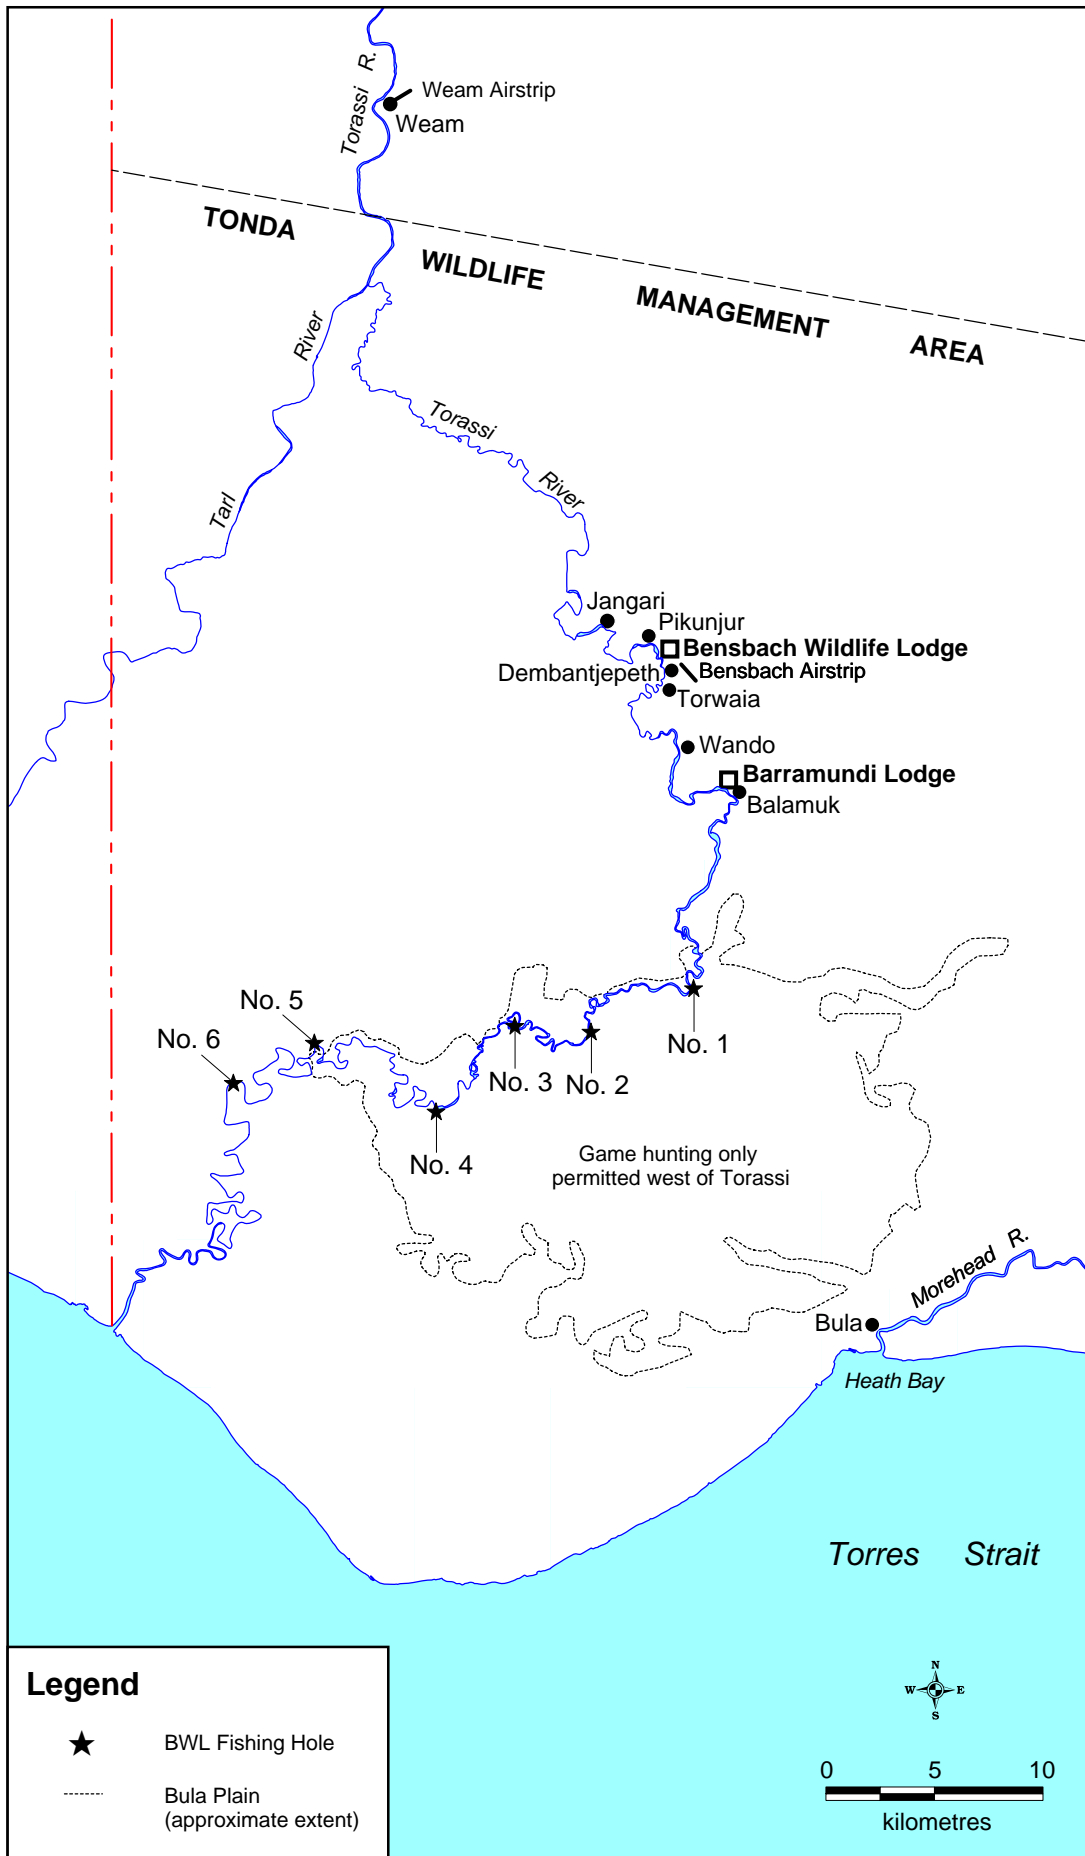 Torassi R.
Weam Airstrip
Weam
TONDA WILDLIFE MANAGEMENT AREA
Tarl River
Torassi River
Jangari
Pikunjur
Bensbach Wildlife Lodge
Dembantjepeth
Bensbach Airstrip
Torwaia
Wando
Barramundi Lodge
Balamuk
No. 5
No. 6
No. 1
No. 3
No. 2
No. 4
Game hunting only
permitted west of Torassi
Morehead R.
Bula
Heath Bay
Torres Strait
Legend
BWL Fishing Hole
Bula Plain
(approximate extent)
N
W E
S
0 5 10
kilometres